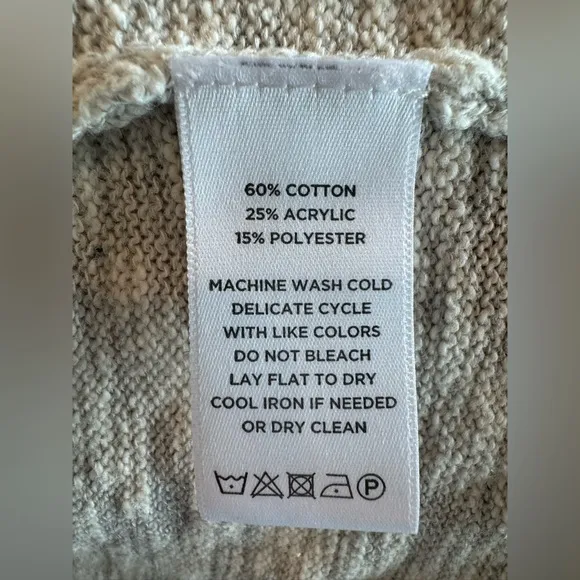 60% COTTON
25% ACRYLIC
15% POLYESTER
MACHINE WASH COLD
DELICATE CYCLE
WITH LIKE COLORS
DO NOT BLEACH
LAY FLAT TO DRY
COOL IRON IF NEEDED
OR DRY CLEAN
P